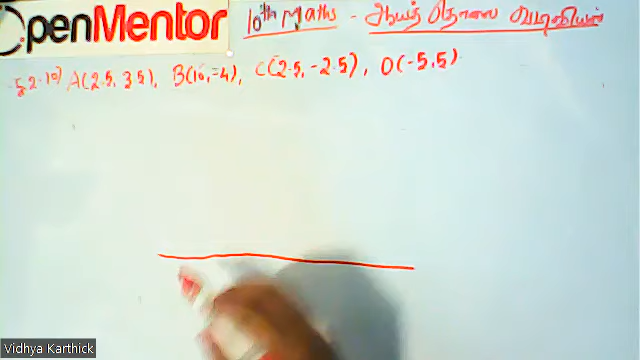 OpenMentor
10th Maths - ஆயத்தொலை வடிவியல்
5.2-10) A(2.5, 3.5), B(10, -4), C(2.5, -2.5), D(-5, 5)
Vidhya Karthick